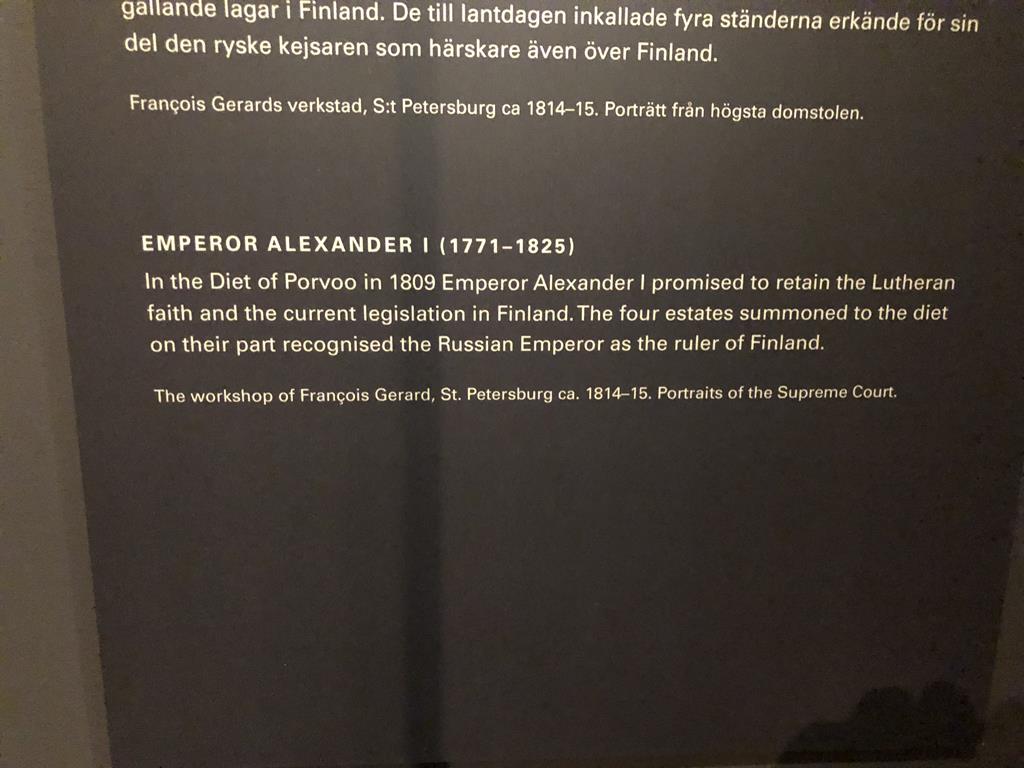 gällande lagar i Finland. De till lantdagen inkallade fyra ständerna erkände för sin
del den ryske kejsaren som härskare även över Finland.
François Gerards verkstad, S:t Petersburg ca 1814–15. Porträtt från högsta domstolen.
EMPEROR ALEXANDER I (1771–1825)
In the Diet of Porvoo in 1809 Emperor Alexander I promised to retain the Lutheran
faith and the current legislation in Finland. The four estates summoned to the diet
on their part recognised the Russian Emperor as the ruler of Finland.
The workshop of François Gerard, St. Petersburg ca. 1814–15. Portraits of the Supreme Court.